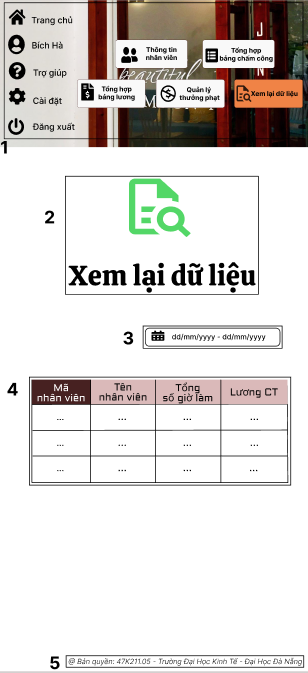 Trang chủ
Bích Hà
Trợ giúp
Cài đặt
Đăng xuất
Thông tin
nhân viên
Tổng hợp
bảng chấm công
beautiful
Tổng hợp
bảng lương
Quản lý
thưởng phạt
Xem lại dữ liệu
1
2
Xem lại dữ liệu
3
dd/mm/yyyy - dd/mm/yyyy
4
Mã
nhân viên
Tên
nhân viên
Tổng
số giờ làm
Lương CT
... ... ... ...
... ... ... ...
... ... ... ...
5
@ Bản quyền: 47K211.05 - Trường Đại Học Kinh Tế - Đại Học Đà Nẵng